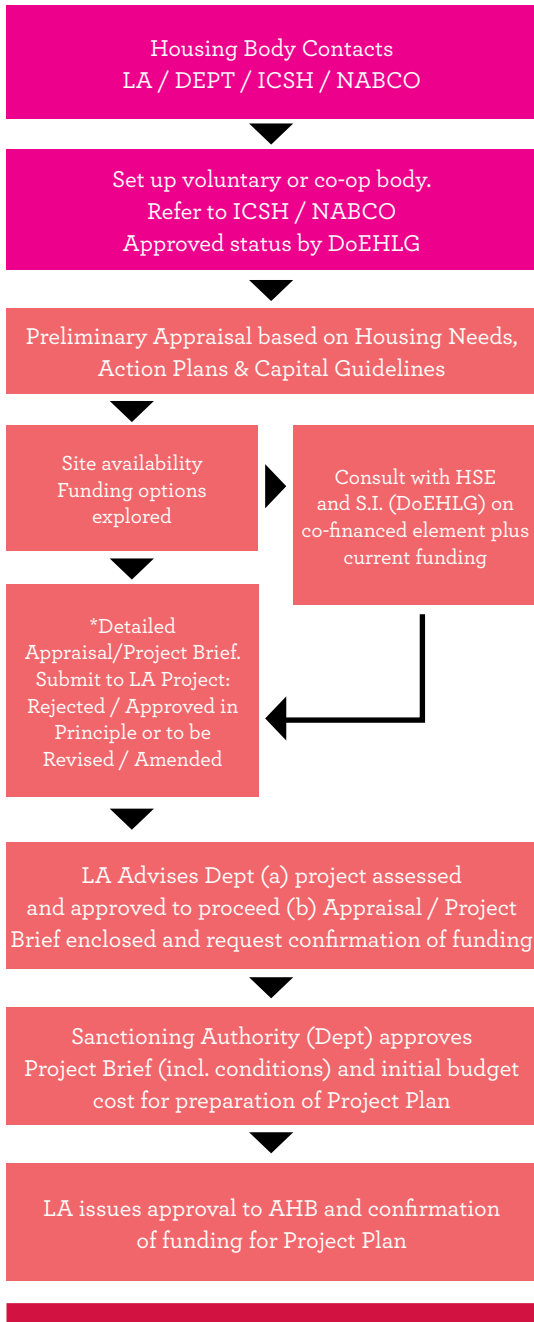 Housing Body Contacts
LA / DEPT / ICSH / NABCO
Set up voluntary or co-op body.
Refer to ICSH / NABCO
Approved status by DoEHLG
Preliminary Appraisal based on Housing Needs,
Action Plans & Capital Guidelines
Site availability
Funding options
explored
Consult with HSE
and S.I. (DoEHLG) on
co-financed element plus
current funding
*Detailed
Appraisal/Project Brief.
Submit to LA Project:
Rejected / Approved in
Principle or to be
Revised / Amended
LA Advises Dept (a) project assessed
and approved to proceed (b) Appraisal / Project
Brief enclosed and request confirmation of funding
Sanctioning Authority (Dept) approves
Project Brief (incl. conditions) and initial budget
cost for preparation of Project Plan
LA issues approval to AHB and confirmation
of funding for Project Plan